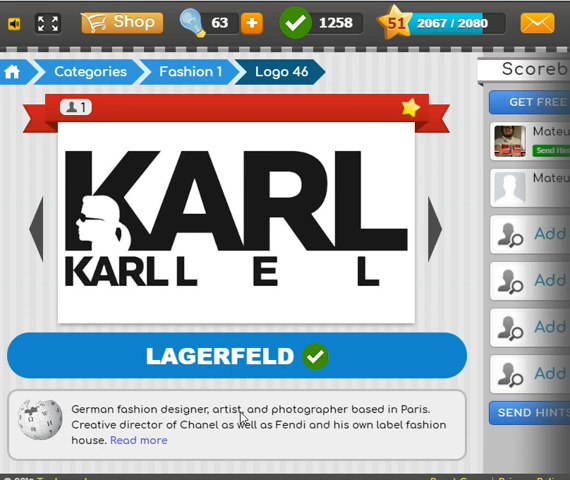 Shop
63
1258
51
2067 / 2080
Categories
Fashion 1
Logo 46
Scoreb
1
GET FREE
KARL
KARL L E L
Mateu
Send Hin
Mateu
Add
Add
Add
Add
LAGERFELD
German fashion designer, artist, and photographer based in Paris.
Creative director of Chanel as well as Fendi and his own label fashion
house. Read more
SEND HINTS